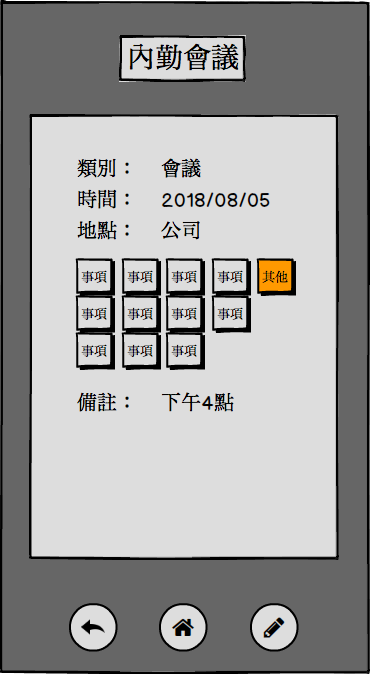 內勤會議
類別： 會議
時間： 2018/08/05
地點： 公司
事項 事項 事項 事項 其他
事項 事項 事項 事項
事項 事項 事項
備註： 下午4點